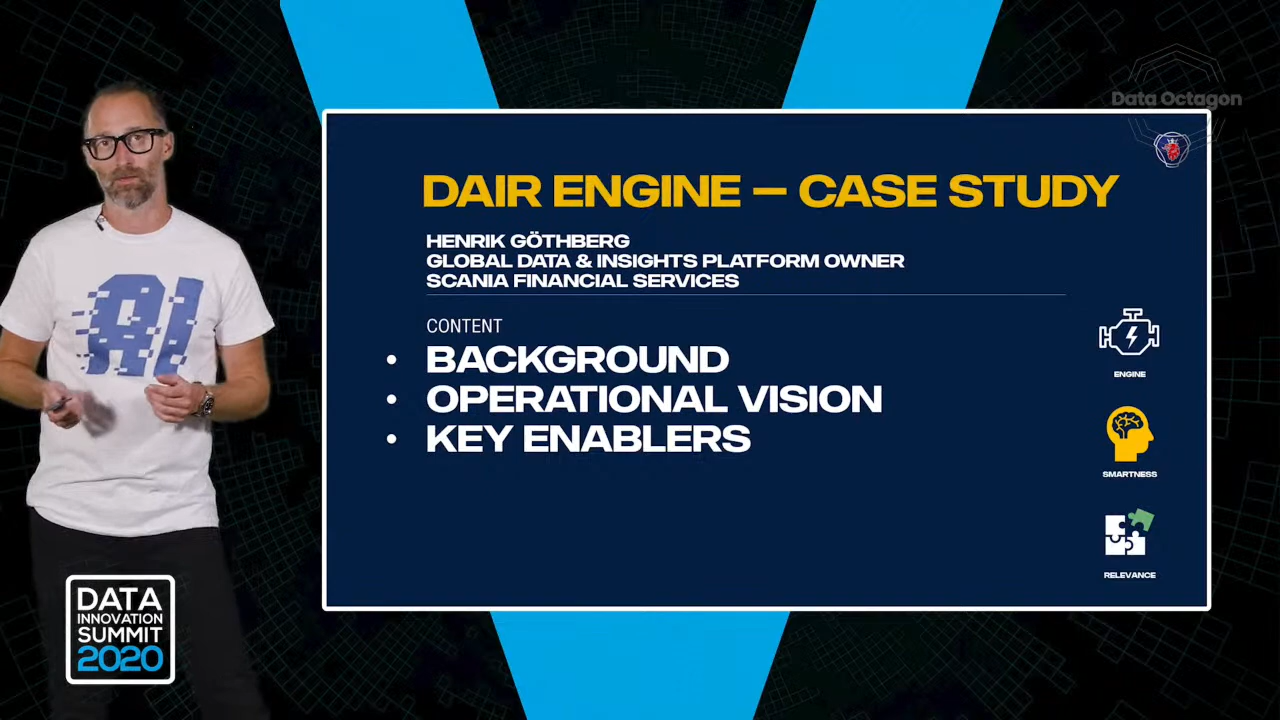 Data Octagon
DAIR ENGINE – CASE STUDY
HENRIK GÖTHBERG
GLOBAL DATA & INSIGHTS PLATFORM OWNER
SCANIA FINANCIAL SERVICES
CONTENT
• BACKGROUND
• OPERATIONAL VISION
• KEY ENABLERS
ENGINE
SMARTNESS
RELEVANCE
AI
DATA
INNOVATION
SUMMIT
2020